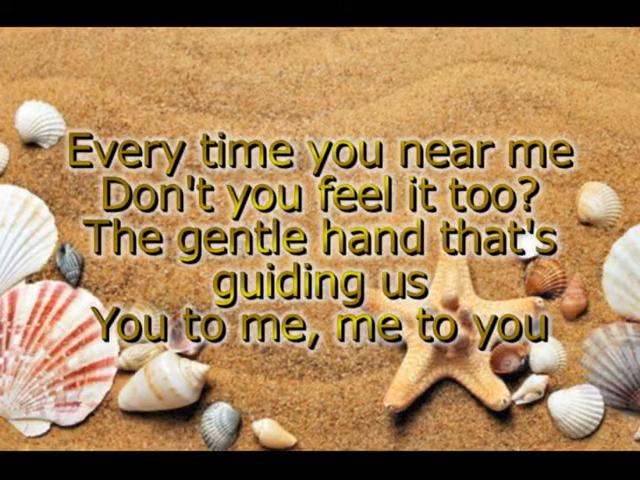 Every time you near me
Don't you feel it too?
The gentle hand that's
guiding us
You to me, me to you